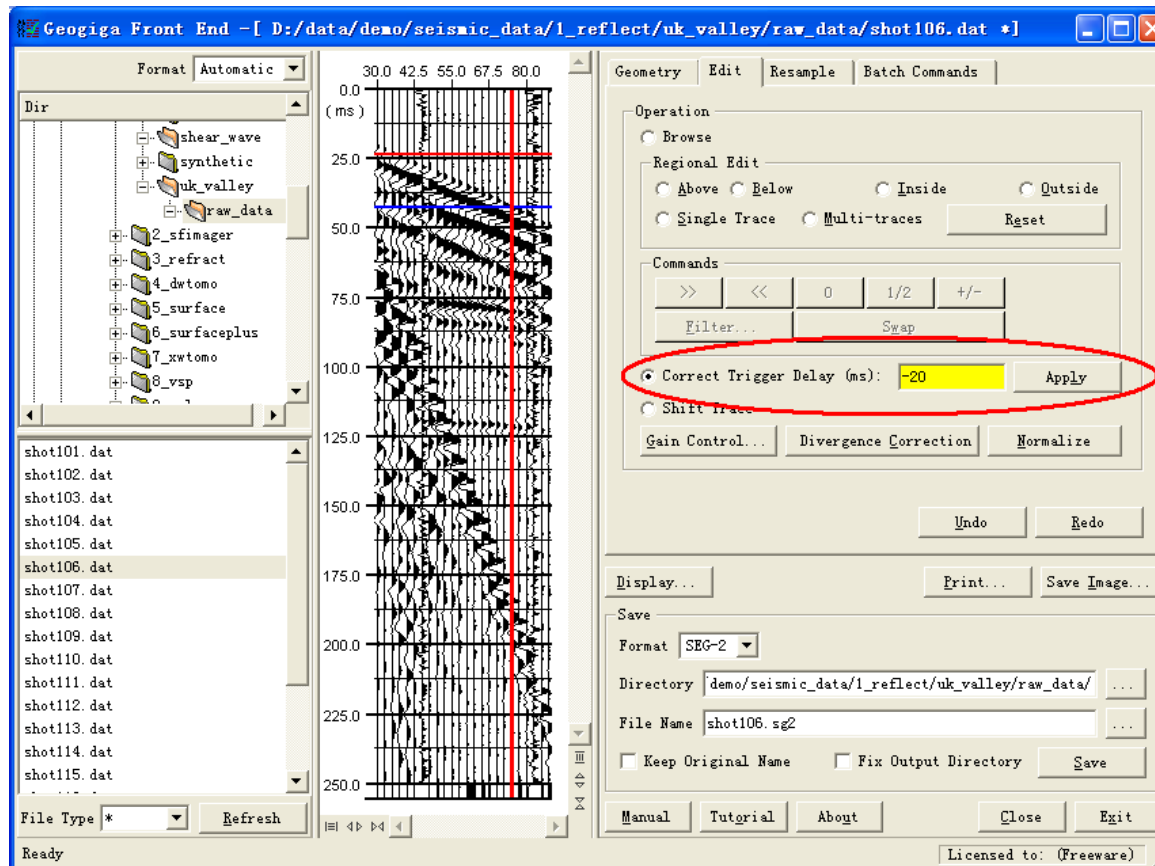 Geogiga Front End -[ D:/data/demo/seismic_data/1_reflect/uk_valley/raw_data/shot106.dat *]
Format Automatic
Dir
shear_wave
synthetic
uk_valley
raw_data
2_sfimager
3_refract
4_dwtomo
5_surface
6_surfaceplus
7_xwtomo
8_vsp
shot101.dat
shot102.dat
shot103.dat
shot104.dat
shot105.dat
shot106.dat
shot107.dat
shot108.dat
shot109.dat
shot110.dat
shot111.dat
shot112.dat
shot113.dat
shot114.dat
shot115.dat
File Type * Refresh
30.0 42.5 55.0 67.5 80.0
0.0
(ms)
25.0
50.0
75.0
100.0
125.0
150.0
175.0
200.0
225.0
250.0
Geometry Edit Resample Batch Commands
Operation
Browse
Regional Edit
Above Below Inside Outside
Single Trace Multi-traces Reset
Commands
>> << 0 1/2 +/-
Filter... Swap
Correct Trigger Delay (ms): -20 Apply
Shift Trace
Gain Control... Divergence Correction Normalize
Undo Redo
Display... Print... Save Image...
Save
Format SEG-2
Directory demo/seismic_data/1_reflect/uk_valley/raw_data/ ...
File Name shot106.sg2 ...
Keep Original Name Fix Output Directory Save
Manual Tutorial About Close Exit
Ready Licensed to: (Freeware)